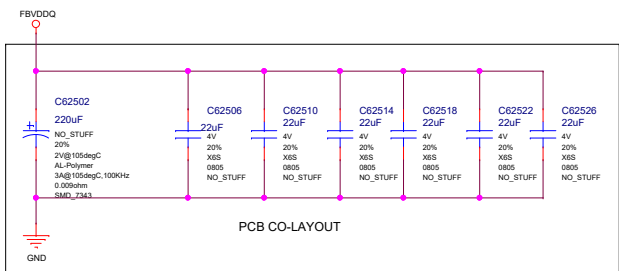 FBVDDQ
C62502
220uF
NO_STUFF
20%
2V@105degC
AL-Polymer
3A@105degC,100KHz
0.009ohm
SMD_7343
C62506
22uF
4V
20%
X6S
0805
NO_STUFF
C62510
22uF
4V
20%
X6S
0805
NO_STUFF
C62514
22uF
4V
20%
X6S
0805
NO_STUFF
C62518
22uF
4V
20%
X6S
0805
NO_STUFF
C62522
22uF
4V
20%
X6S
0805
NO_STUFF
C62526
22uF
4V
20%
X6S
0805
NO_STUFF
PCB CO-LAYOUT
GND